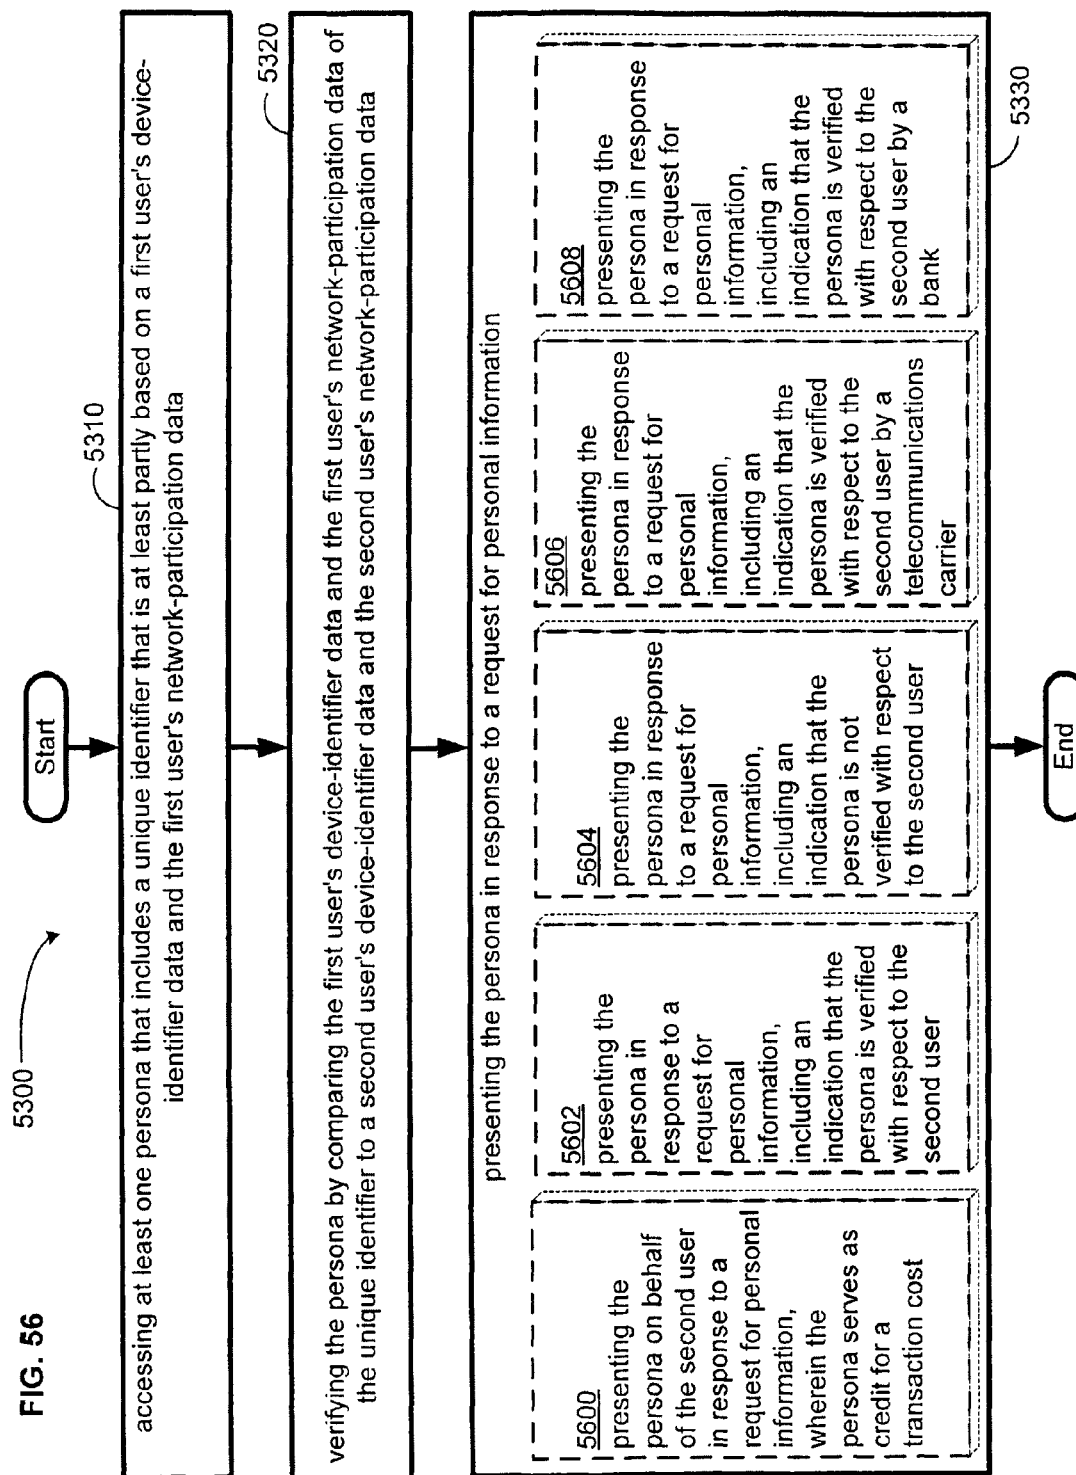 FIG. 56
5300
Start
5310
accessing at least one persona that includes a unique identifier that is at least partly based on a first user's device-
identifier data and the first user's network-participation data
5320
verifying the persona by comparing the first user's device-identifier data and the first user's network-participation data of
the unique identifier to a second user's device-identifier data and the second user's network-participation data
presenting the persona in response to a request for personal information
5600
presenting the
persona on behalf
of the second user
in response to a
request for personal
information,
wherein the
persona serves as
credit for a
transaction cost
5602
presenting the
persona in
response to a
request for
personal
information,
including an
indication that the
persona is verified
with respect to the
second user
5604
presenting the
persona in response
to a request for
personal
information,
including an
indication that the
persona is not
verified with respect
to the second user
5606
presenting the
persona in response
to a request for
personal
information,
including an
indication that the
persona is verified
with respect to the
second user by a
telecommunications
carrier
5608
presenting the
persona in response
to a request for
personal
information,
including an
indication that the
persona is verified
with respect to the
second user by a
bank
5330
End